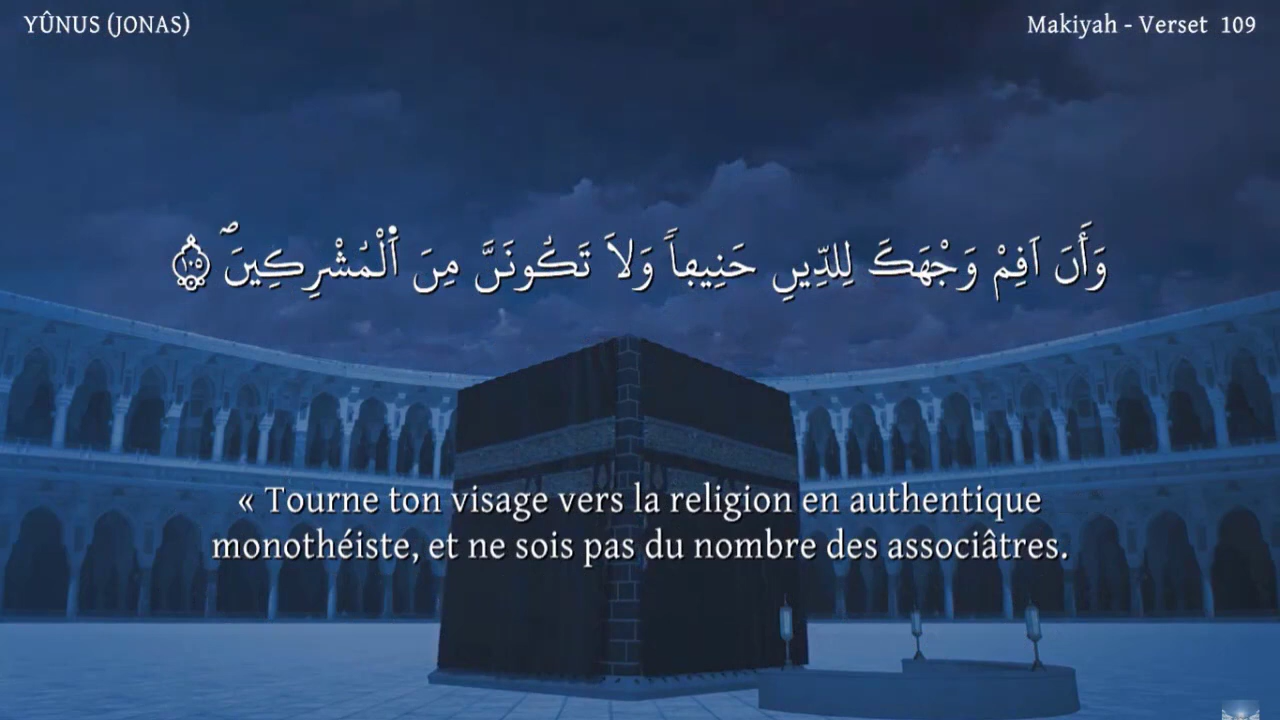 YÛNUS (JONAS)
Makiyah - Verset 109
وَأَنَ اَقِمْ وَجْهَكَ لِلدِّينِ حَنِيفاٗ وَلَا تَكُونَنَّ مِنَ اَ۬لْمُشْرِكِينَۖ ١٠٥
« Tourne ton visage vers la religion en authentique
monothéiste, et ne sois pas du nombre des associâtres.